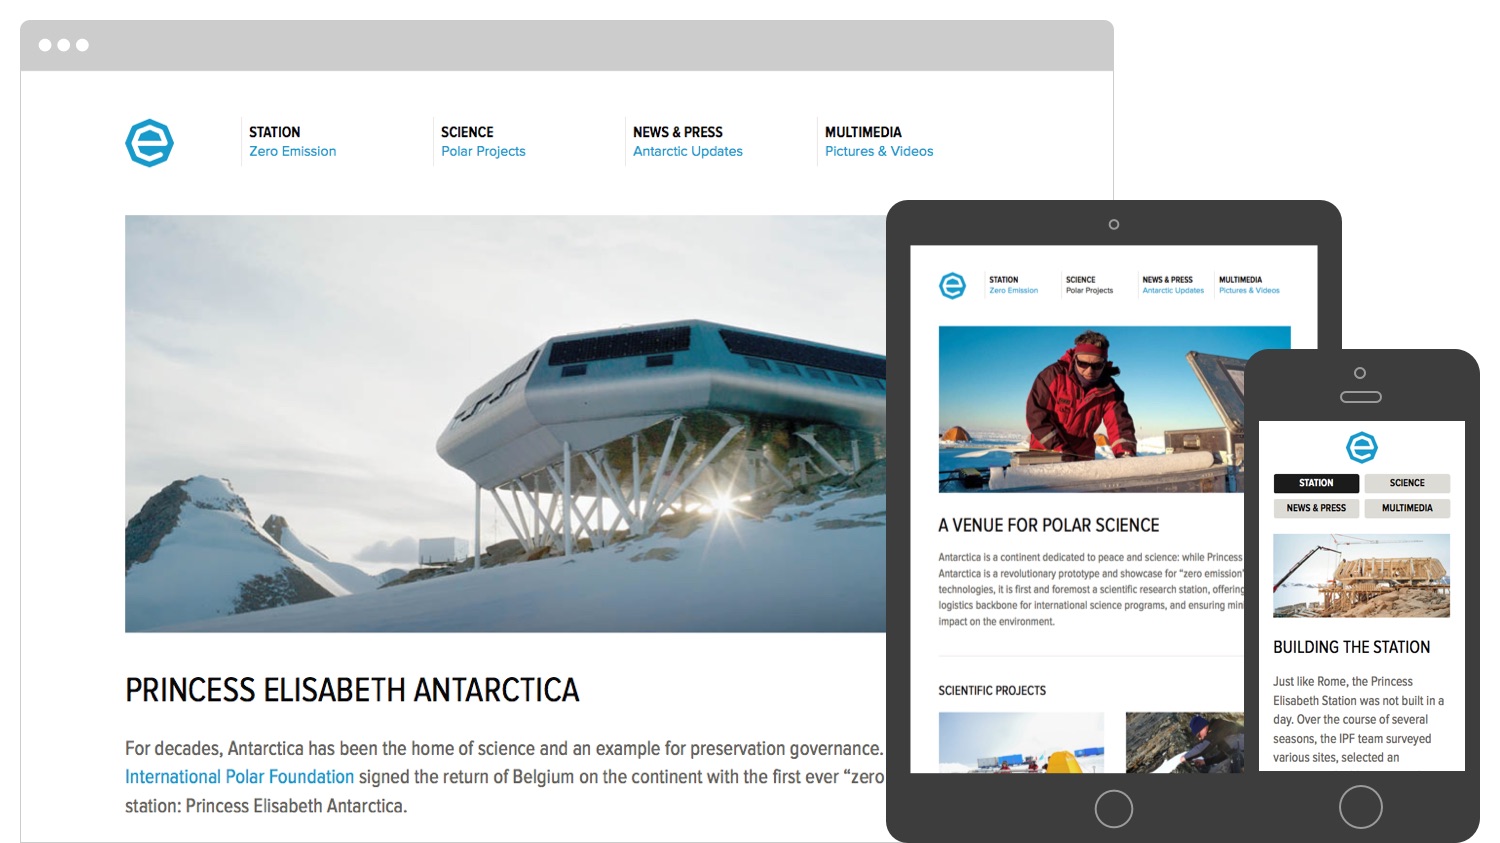 STATION
Zero Emission
SCIENCE
Polar Projects
NEWS & PRESS
Antarctic Updates
MULTIMEDIA
Pictures & Videos
PRINCESS ELISABETH ANTARCTICA
For decades, Antarctica has been the home of science and an example for preservation governance.
International Polar Foundation signed the return of Belgium on the continent with the first ever “zero
station: Princess Elisabeth Antarctica.
STATION
Zero Emission
SCIENCE
Polar Projects
NEWS & PRESS
Antarctic Updates
MULTIMEDIA
Pictures & Videos
A VENUE FOR POLAR SCIENCE
Antarctica is a continent dedicated to peace and science: while Princess
Antarctica is a revolutionary prototype and showcase for “zero emission”
technologies, it is first and foremost a scientific research station, offering
logistics backbone for international science programs, and ensuring min
impact on the environment.
SCIENTIFIC PROJECTS
STATION
SCIENCE
NEWS & PRESS
MULTIMEDIA
BUILDING THE STATION
Just like Rome, the Princess
Elisabeth Station was not built in a
day. Over the course of several
seasons, the IPF team surveyed
various sites, selected an